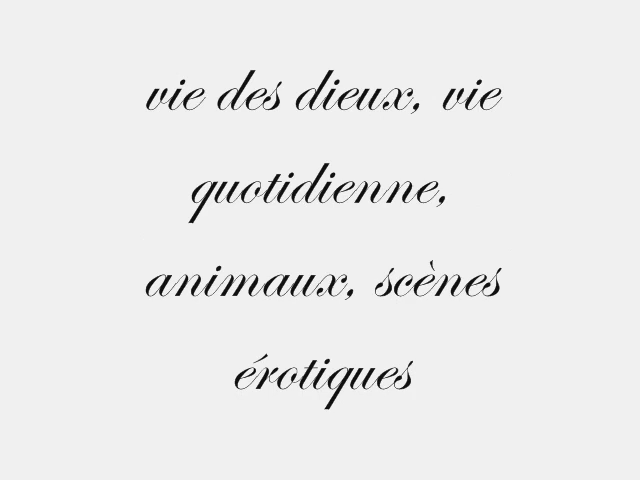 vie des dieux, vie
quotidienne,
animaux, scènes
érotiques